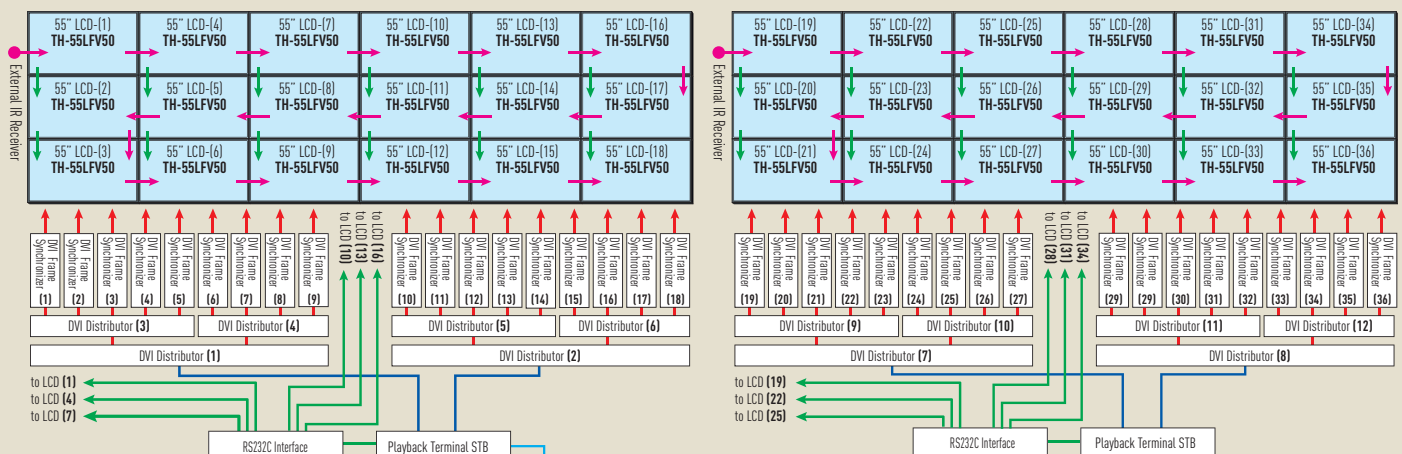 55" LCD-(1)
TH-55LFV50
55" LCD-(4)
TH-55LFV50
55" LCD-(7)
TH-55LFV50
55" LCD-(10)
TH-55LFV50
55" LCD-(13)
TH-55LFV50
55" LCD-(16)
TH-55LFV50
55" LCD-(2)
TH-55LFV50
55" LCD-(5)
TH-55LFV50
55" LCD-(8)
TH-55LFV50
55" LCD-(11)
TH-55LFV50
55" LCD-(14)
TH-55LFV50
55" LCD-(17)
TH-55LFV50
55" LCD-(3)
TH-55LFV50
55" LCD-(6)
TH-55LFV50
55" LCD-(9)
TH-55LFV50
55" LCD-(12)
TH-55LFV50
55" LCD-(15)
TH-55LFV50
55" LCD-(18)
TH-55LFV50
External IR Receiver
DVI Frame
Synchronizer
(1)
DVI Frame
Synchronizer
(2)
DVI Frame
Synchronizer
(3)
DVI Frame
Synchronizer
(4)
DVI Frame
Synchronizer
(5)
DVI Frame
Synchronizer
(6)
DVI Frame
Synchronizer
(7)
DVI Frame
Synchronizer
(8)
DVI Frame
Synchronizer
(9)
to LCD (10)
to LCD (13)
to LCD (16)
DVI Frame
Synchronizer
(10)
DVI Frame
Synchronizer
(11)
DVI Frame
Synchronizer
(12)
DVI Frame
Synchronizer
(13)
DVI Frame
Synchronizer
(14)
DVI Frame
Synchronizer
(15)
DVI Frame
Synchronizer
(16)
DVI Frame
Synchronizer
(17)
DVI Frame
Synchronizer
(18)
DVI Distributor (3)
DVI Distributor (4)
DVI Distributor (5)
DVI Distributor (6)
DVI Distributor (1)
DVI Distributor (2)
to LCD (1)
to LCD (4)
to LCD (7)
RS232C Interface
Playback Terminal STB
55" LCD-(19)
TH-55LFV50
55" LCD-(22)
TH-55LFV50
55" LCD-(25)
TH-55LFV50
55" LCD-(28)
TH-55LFV50
55" LCD-(31)
TH-55LFV50
55" LCD-(34)
TH-55LFV50
55" LCD-(20)
TH-55LFV50
55" LCD-(23)
TH-55LFV50
55" LCD-(26)
TH-55LFV50
55" LCD-(29)
TH-55LFV50
55" LCD-(32)
TH-55LFV50
55" LCD-(35)
TH-55LFV50
55" LCD-(21)
TH-55LFV50
55" LCD-(24)
TH-55LFV50
55" LCD-(27)
TH-55LFV50
55" LCD-(30)
TH-55LFV50
55" LCD-(33)
TH-55LFV50
55" LCD-(36)
TH-55LFV50
External IR Receiver
DVI Frame
Synchronizer
(19)
DVI Frame
Synchronizer
(20)
DVI Frame
Synchronizer
(21)
DVI Frame
Synchronizer
(22)
DVI Frame
Synchronizer
(23)
DVI Frame
Synchronizer
(24)
DVI Frame
Synchronizer
(25)
DVI Frame
Synchronizer
(26)
DVI Frame
Synchronizer
(27)
to LCD (28)
to LCD (31)
to LCD (34)
DVI Frame
Synchronizer
(29)
DVI Frame
Synchronizer
(29)
DVI Frame
Synchronizer
(30)
DVI Frame
Synchronizer
(31)
DVI Frame
Synchronizer
(32)
DVI Frame
Synchronizer
(33)
DVI Frame
Synchronizer
(34)
DVI Frame
Synchronizer
(35)
DVI Frame
Synchronizer
(36)
DVI Distributor (9)
DVI Distributor (10)
DVI Distributor (11)
DVI Distributor (12)
DVI Distributor (7)
DVI Distributor (8)
to LCD (19)
to LCD (22)
to LCD (25)
RS232C Interface
Playback Terminal STB